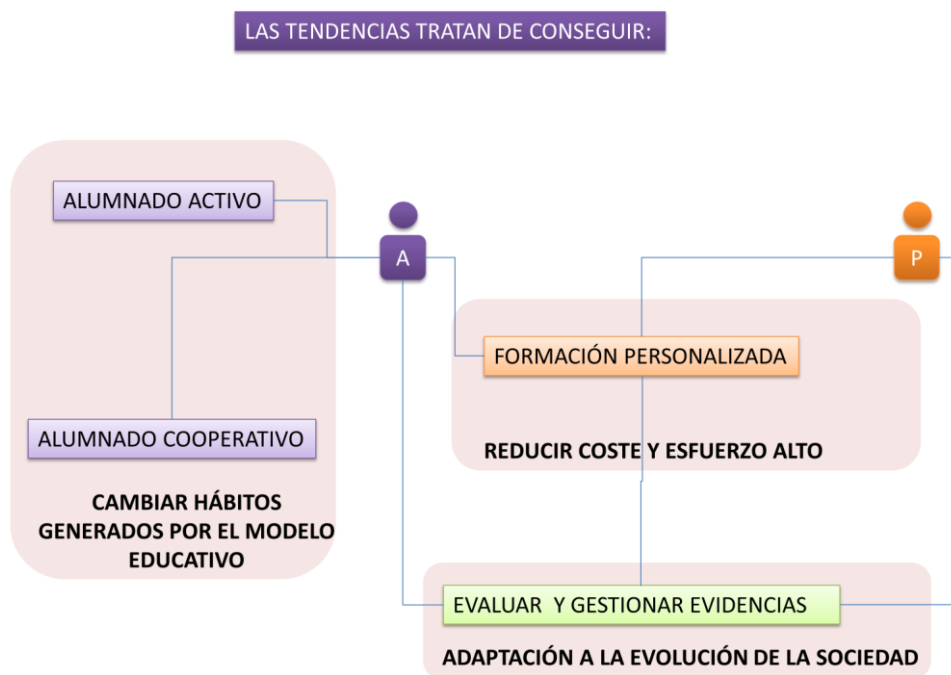 LAS TENDENCIAS TRATAN DE CONSEGUIR:
ALUMNADO ACTIVO
A
P
FORMACIÓN PERSONALIZADA
ALUMNADO COOPERATIVO
REDUCIR COSTE Y ESFUERZO ALTO
CAMBIAR HÁBITOS
GENERADOS POR EL MODELO
EDUCATIVO
EVALUAR Y GESTIONAR EVIDENCIAS
ADAPTACIÓN A LA EVOLUCIÓN DE LA SOCIEDAD